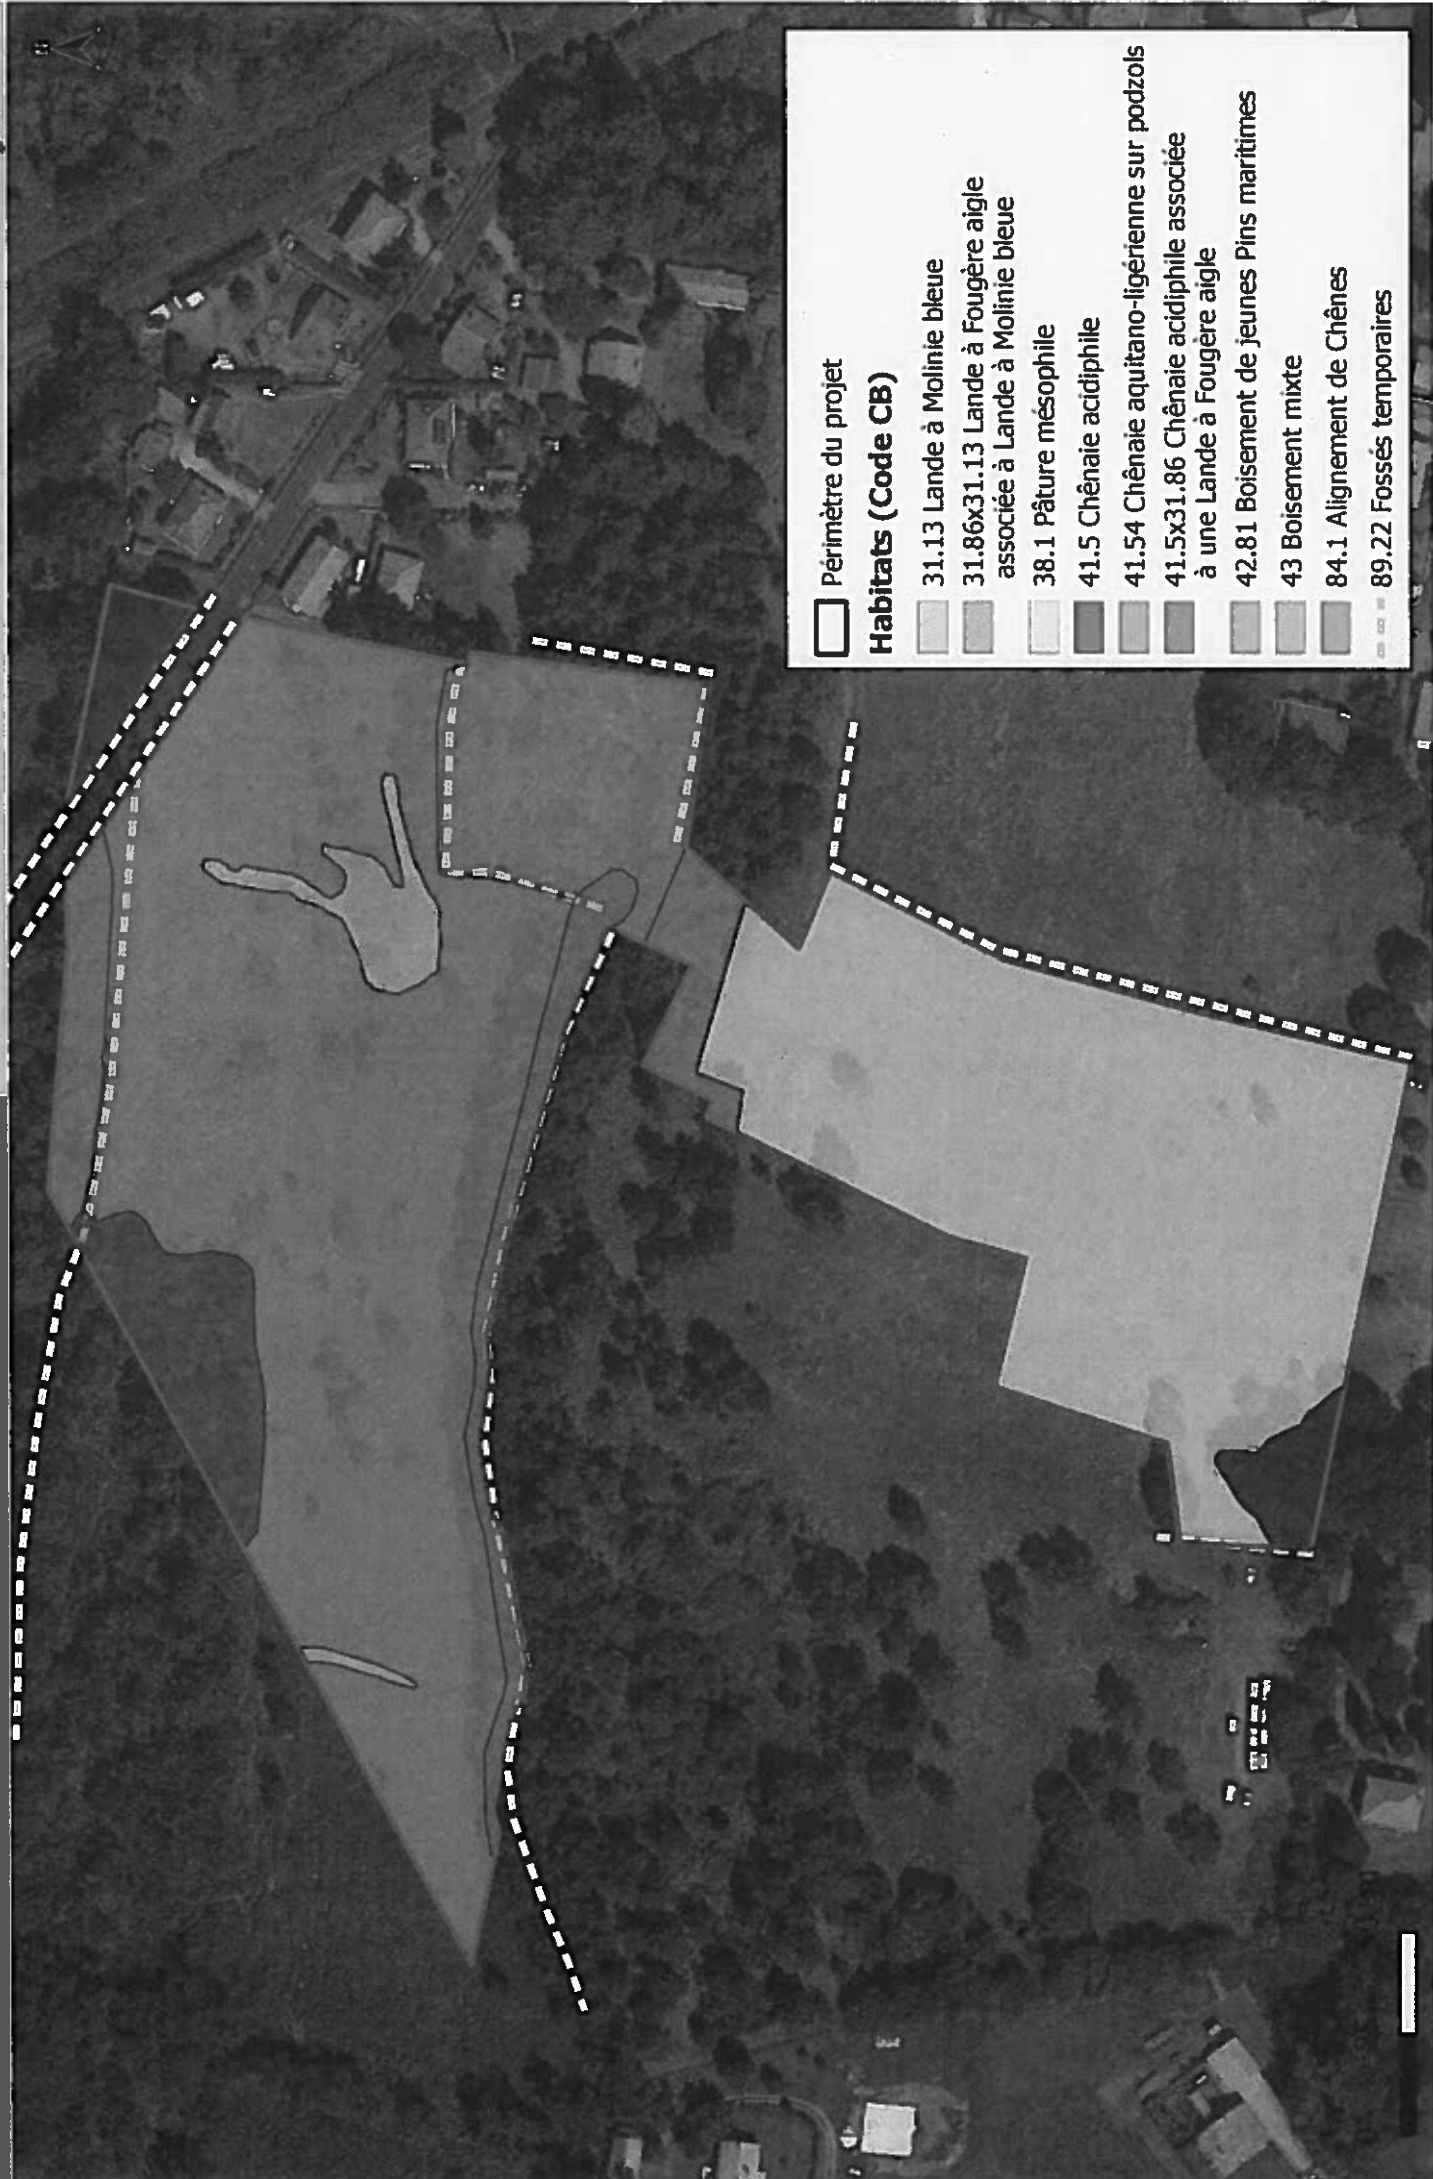 Périmètre du projet
Habitats (Code CB)
31.13 Lande à Molinie bleue
31.86x31.13 Lande à Fougère aigle
associée à Lande à Molinie bleue
38.1 Pâture mésophile
41.5 Chênaie acidiphile
41.54 Chênaie aquitano-ligérienne sur podzols
41.5x31.86 Chênaie acidiphile associée
à une Lande à Fougère aigle
42.81 Boisement de jeunes Pins maritimes
43 Boisement mixte
84.1 Alignement de Chênes
89.22 Fossés temporaires